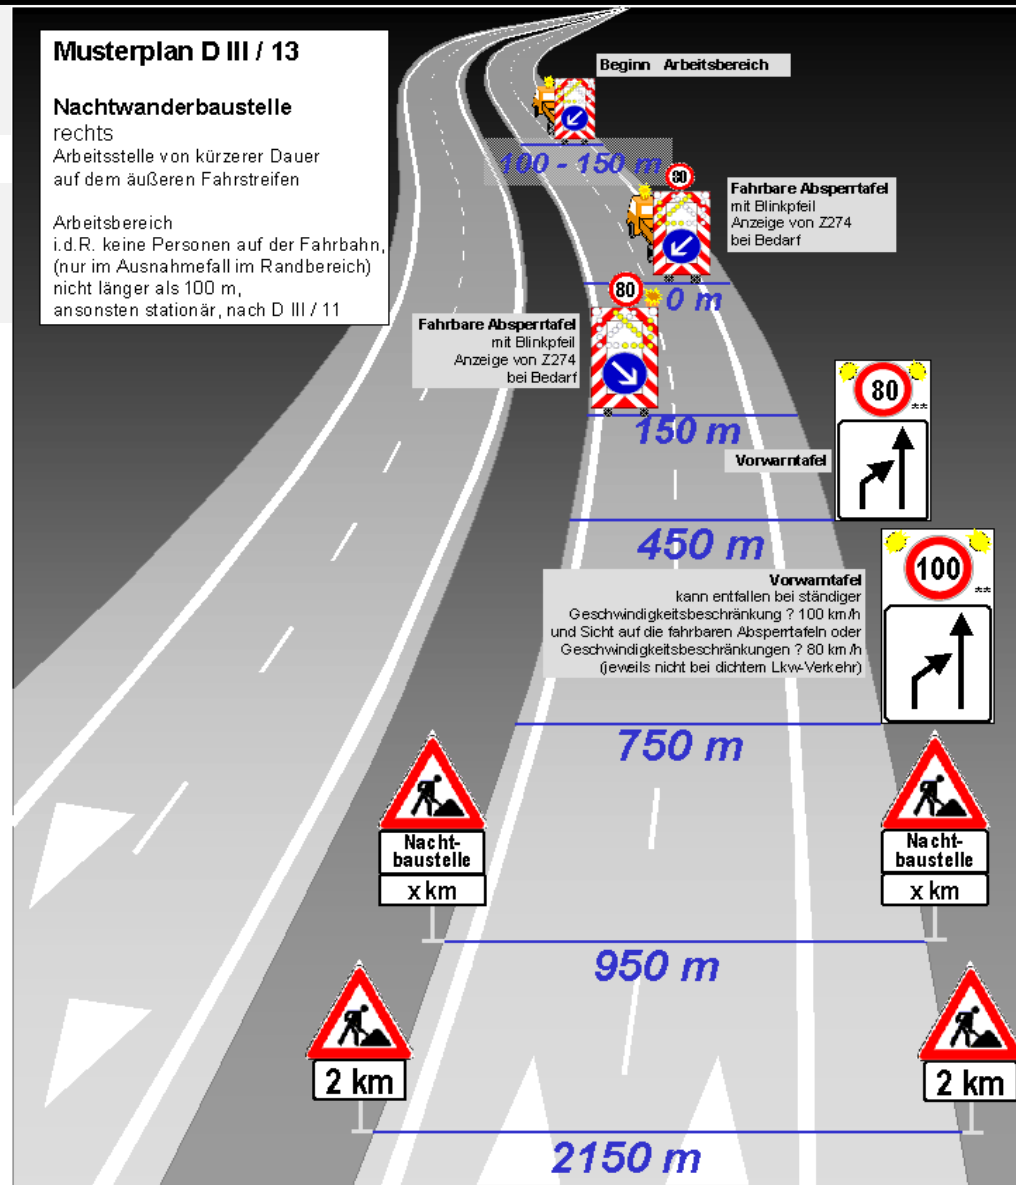 Musterplan D III / 13
Nachtwanderbaustelle
rechts
Arbeitsstelle von kürzerer Dauer
auf dem äußeren Fahrstreifen
Arbeitsbereich
i.d.R. keine Personen auf der Fahrbahn,
(nur im Ausnahmefall im Randbereich)
nicht länger als 100 m,
ansonsten stationär, nach D III / 11
Beginn Arbeitsbereich
100 - 150 m
80
Fahrbare Absperrtafel
mit Blinkpfeil
Anzeige von Z274
bei Bedarf
0 m
80
Fahrbare Absperrtafel
mit Blinkpfeil
Anzeige von Z274
bei Bedarf
150 m
80
**
Vorwarntafel
450 m
100
**
Vorwarntafel
kann entfallen bei ständiger
Geschwindigkeitsbeschränkung ? 100 km/h
und Sicht auf die fahrbaren Absperrtafeln oder
Geschwindigkeitsbeschränkungen ? 80 km/h
(jeweils nicht bei dichtem Lkw-Verkehr)
750 m
Nacht-
baustelle
x km
Nacht-
baustelle
x km
950 m
2 km
2 km
2150 m